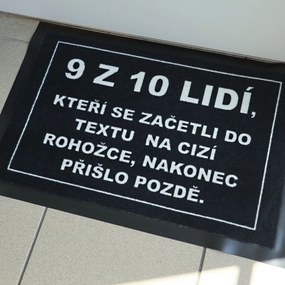 9 Z 10 LIDÍ,
KTEŘÍ SE ZAČETLI DO
TEXTU NA CIZÍ
ROHOŽCE, NAKONEC
PŘIŠLO POZDĚ.